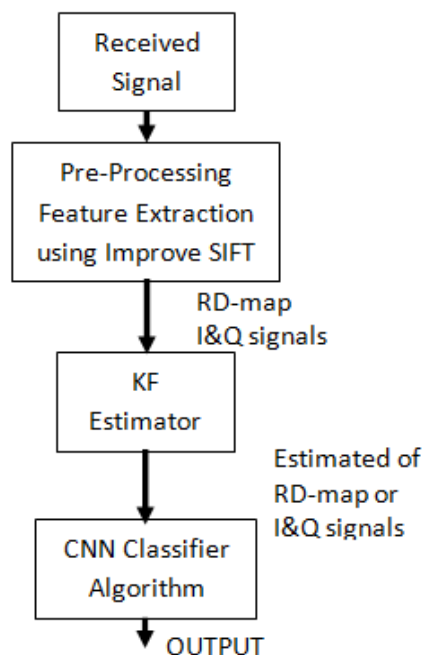 Received
Signal
Pre-Processing
Feature Extraction
using Improve SIFT
RD-map
I&Q signals
KF
Estimator
Estimated of
RD-map or
I&Q signals
CNN Classifier
Algorithm
OUTPUT